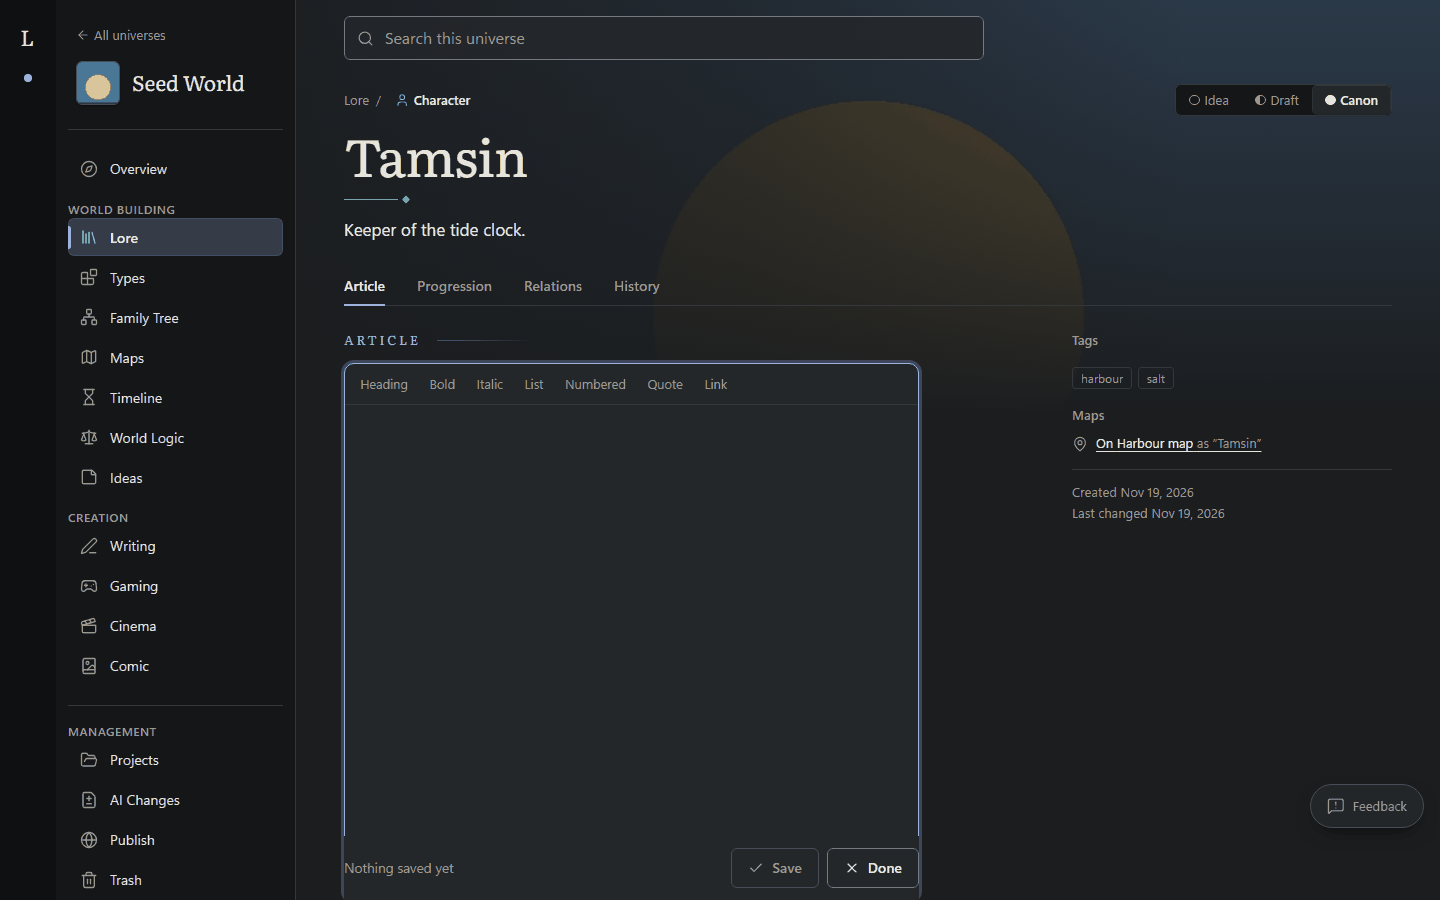 L
All universes
Seed World
Overview
WORLD BUILDING
Lore
Types
Family Tree
Maps
Timeline
World Logic
Ideas
CREATION
Writing
Gaming
Cinema
Comic
MANAGEMENT
Projects
AI Changes
Publish
Trash
Search this universe
Lore / Character
Idea Draft Canon
Tamsin
Keeper of the tide clock.
Article Progression Relations History
ARTICLE
Heading Bold Italic List Numbered Quote Link
Nothing saved yet
Save Done
Tags
harbour salt
Maps
On Harbour map as “Tamsin”
Created Nov 19, 2026
Last changed Nov 19, 2026
Feedback